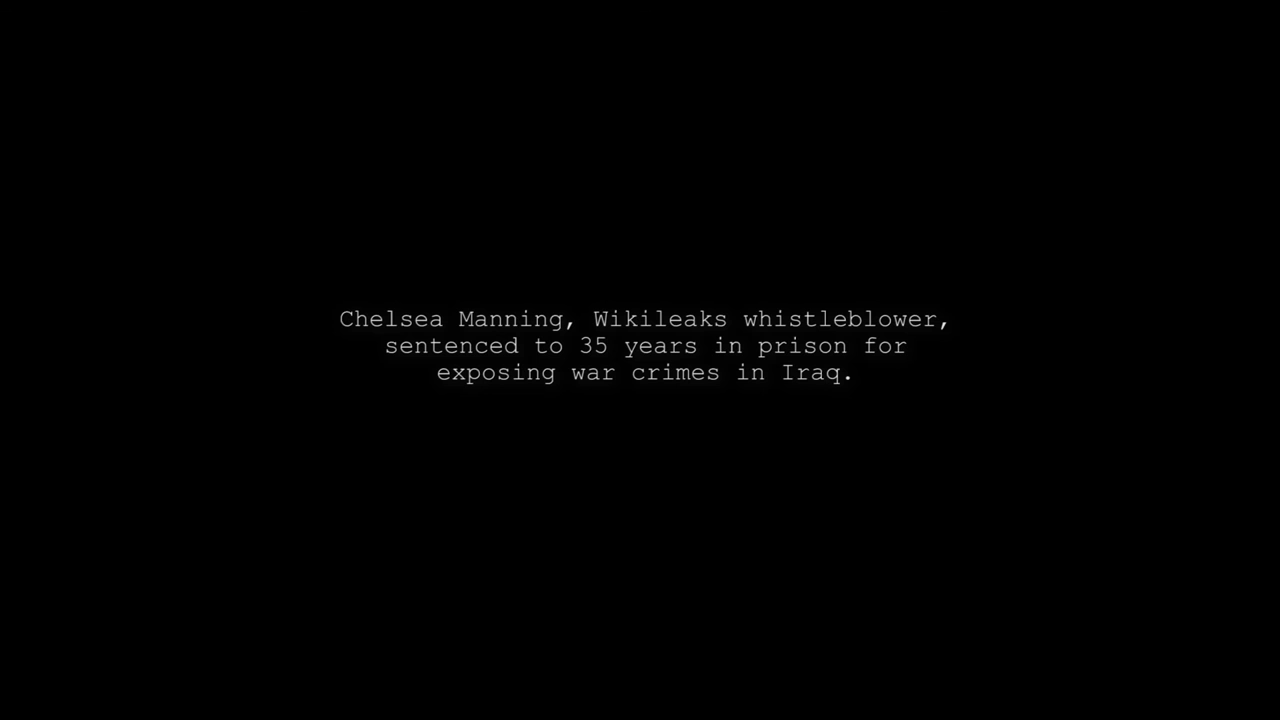 Chelsea Manning, Wikileaks whistleblower,
sentenced to 35 years in prison for
exposing war crimes in Iraq.